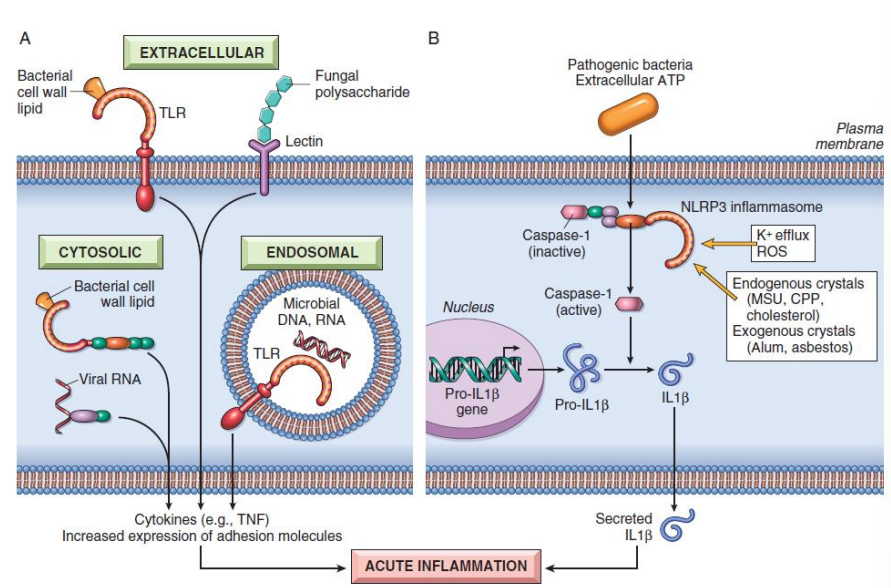 A
EXTRACELLULAR
Bacterial
cell wall
lipid
TLR
Fungal
polysaccharide
Lectin
CYTOSOLIC
Bacterial cell
wall lipid
Viral RNA
ENDOSOMAL
Microbial
DNA, RNA
TLR
Cytokines (e.g., TNF)
Increased expression of adhesion molecules
B
Pathogenic bacteria
Extracellular ATP
Plasma
membrane
NLRP3 inflammasome
Caspase-1
(inactive)
K+ efflux
ROS
Endogenous crystals
(MSU, CPP,
cholesterol)
Exogenous crystals
(Alum, asbestos)
Caspase-1
(active)
Nucleus
Pro-IL1β
gene
Pro-IL1β
IL1β
Secreted
IL1β
ACUTE INFLAMMATION